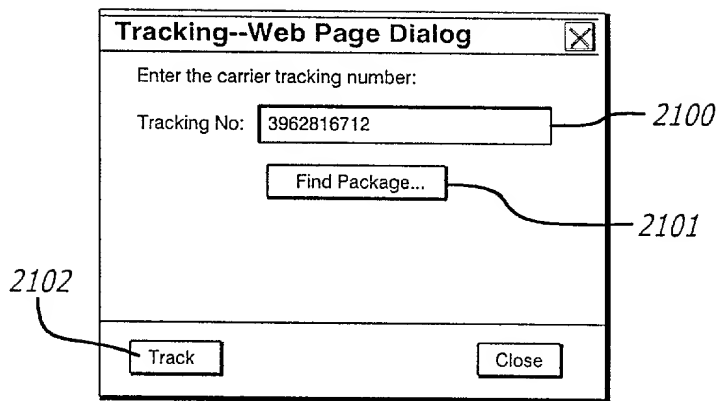 Tracking--Web Page Dialog
Enter the carrier tracking number:
Tracking No: 3962816712
2100
Find Package...
2101
2102
Track
Close